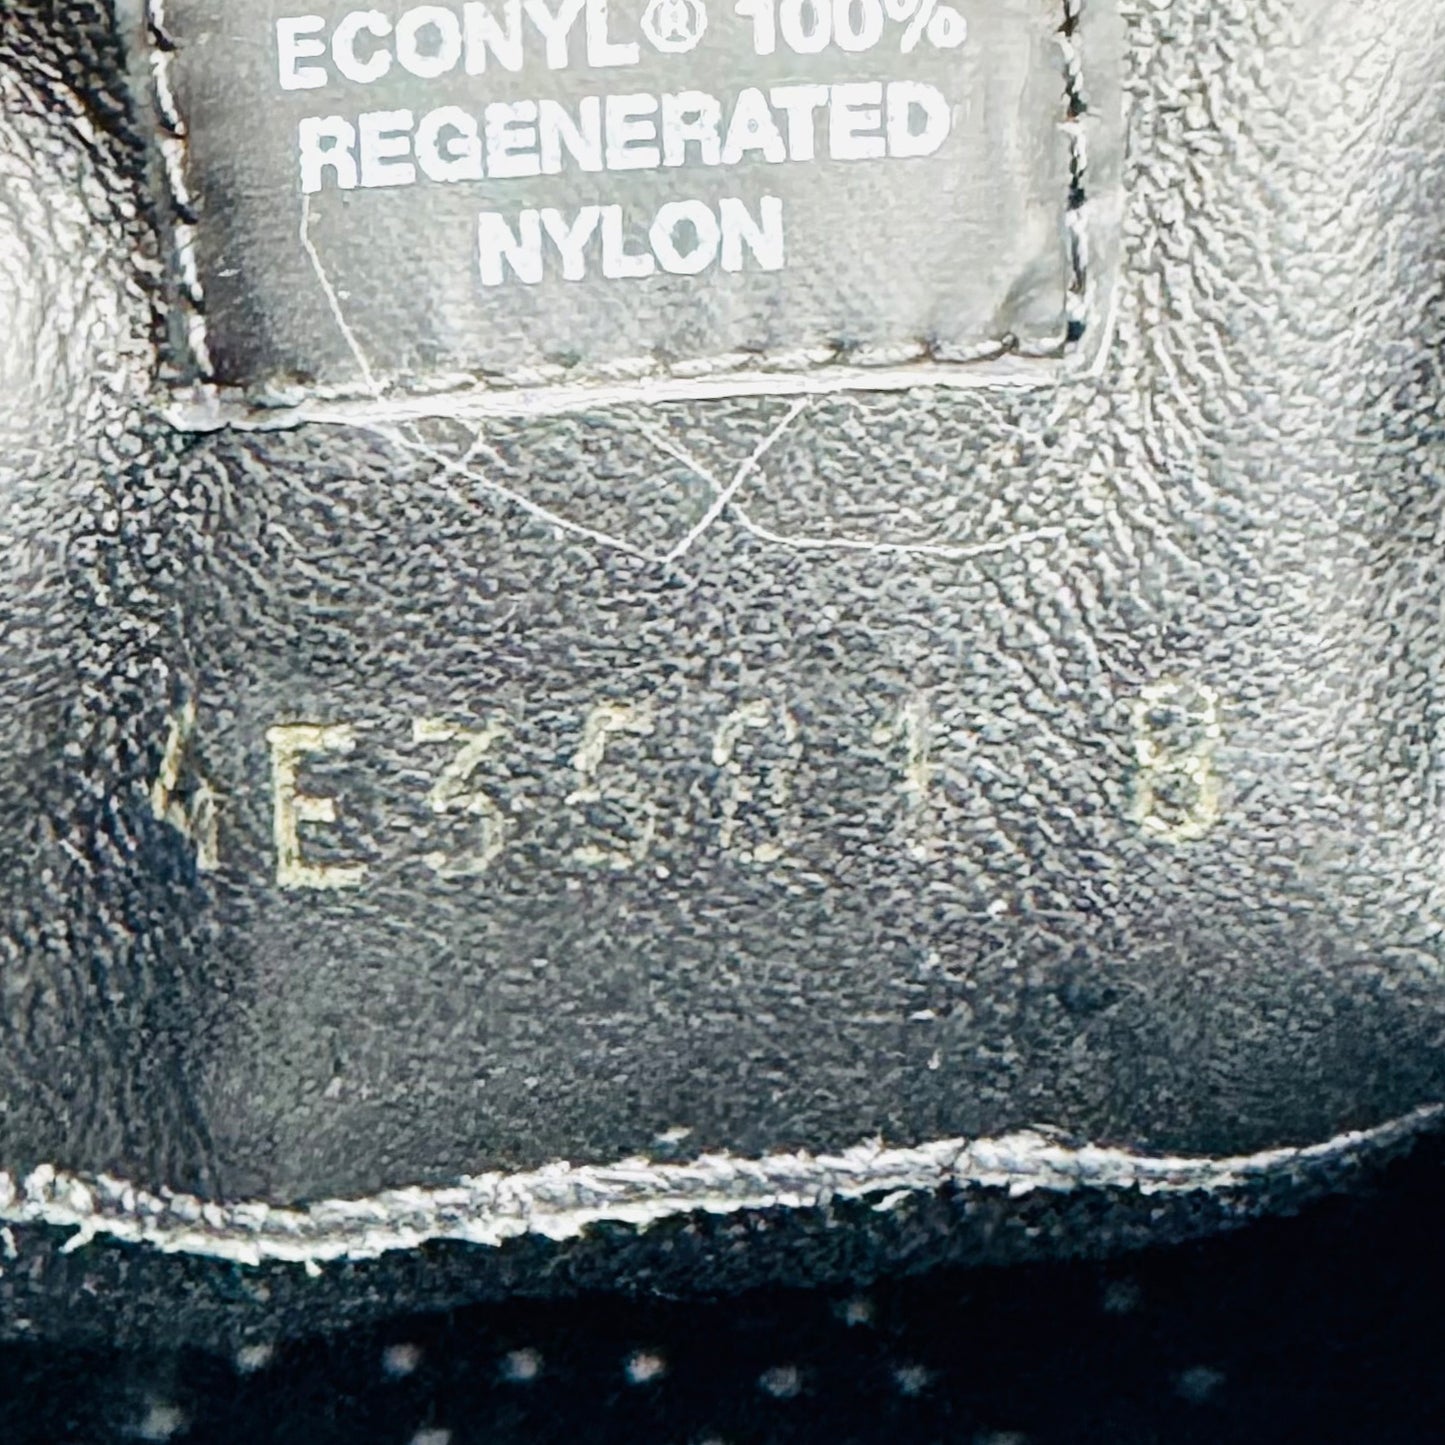 ECONYL® 100%
REGENERATED
NYLON
4E3501 8